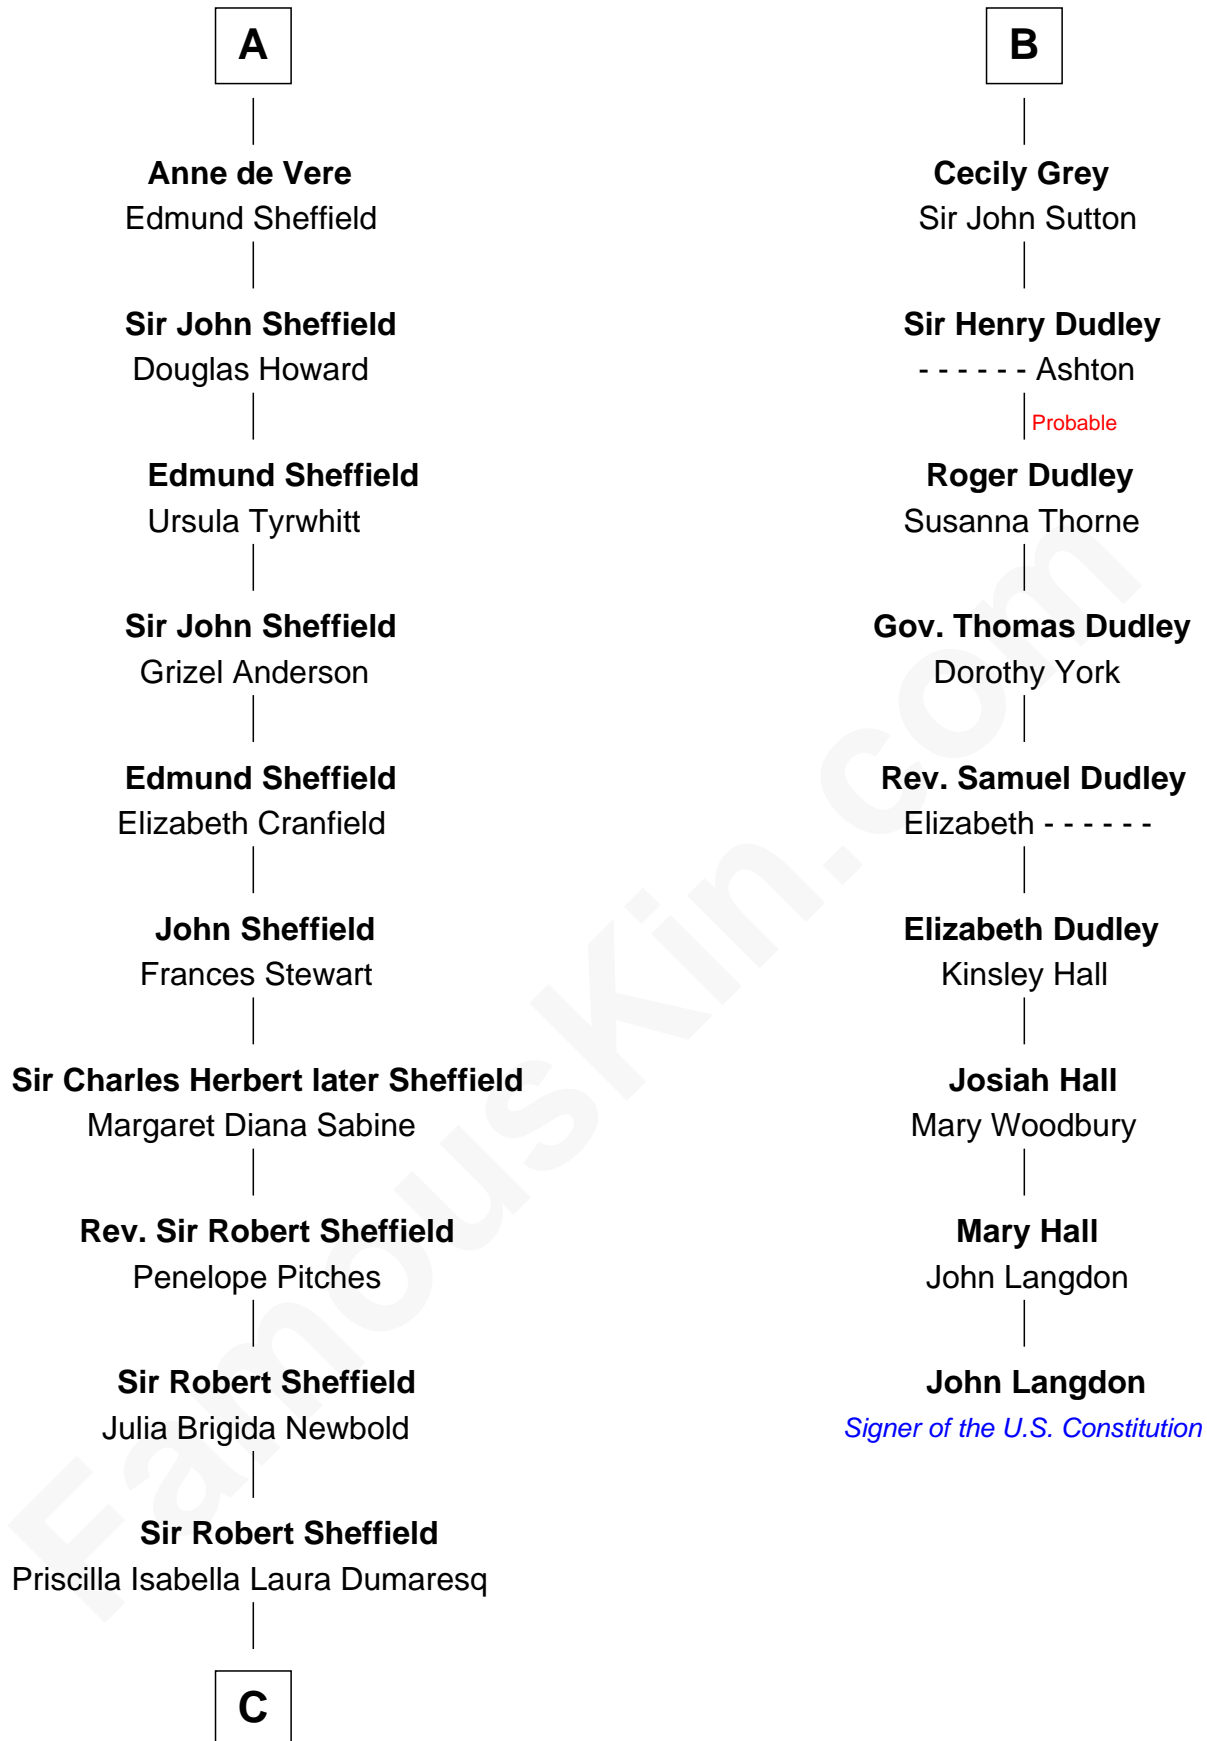 A
Anne de Vere
Edmund Sheffield
Sir John Sheffield
Douglas Howard
Edmund Sheffield
Ursula Tyrwhitt
Sir John Sheffield
Grizel Anderson
Edmund Sheffield
Elizabeth Cranfield
John Sheffield
Frances Stewart
Sir Charles Herbert later Sheffield
Margaret Diana Sabine
Rev. Sir Robert Sheffield
Penelope Pitches
Sir Robert Sheffield
Julia Brigida Newbold
Sir Robert Sheffield
Priscilla Isabella Laura Dumaresq
C
B
Cecily Grey
Sir John Sutton
Sir Henry Dudley
- - - - - - Ashton
Probable
Roger Dudley
Susanna Thorne
Gov. Thomas Dudley
Dorothy York
Rev. Samuel Dudley
Elizabeth - - - - - -
Elizabeth Dudley
Kinsley Hall
Josiah Hall
Mary Woodbury
Mary Hall
John Langdon
John Langdon
Signer of the U.S. Constitution
FamousKin.com